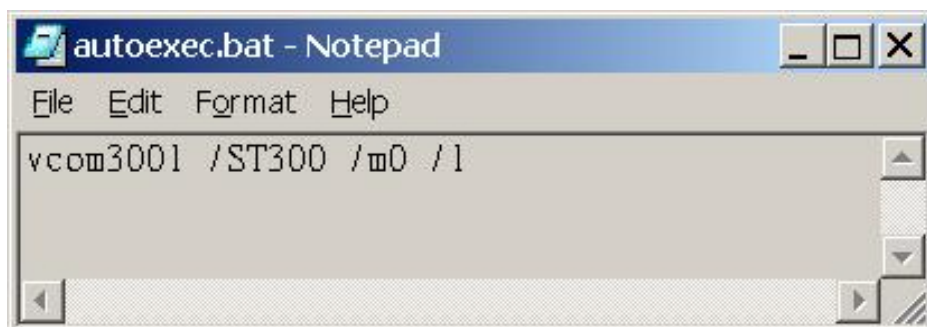 autoexec.bat - Notepad
File Edit Format Help
vcom3001 /ST300 /m0 /l